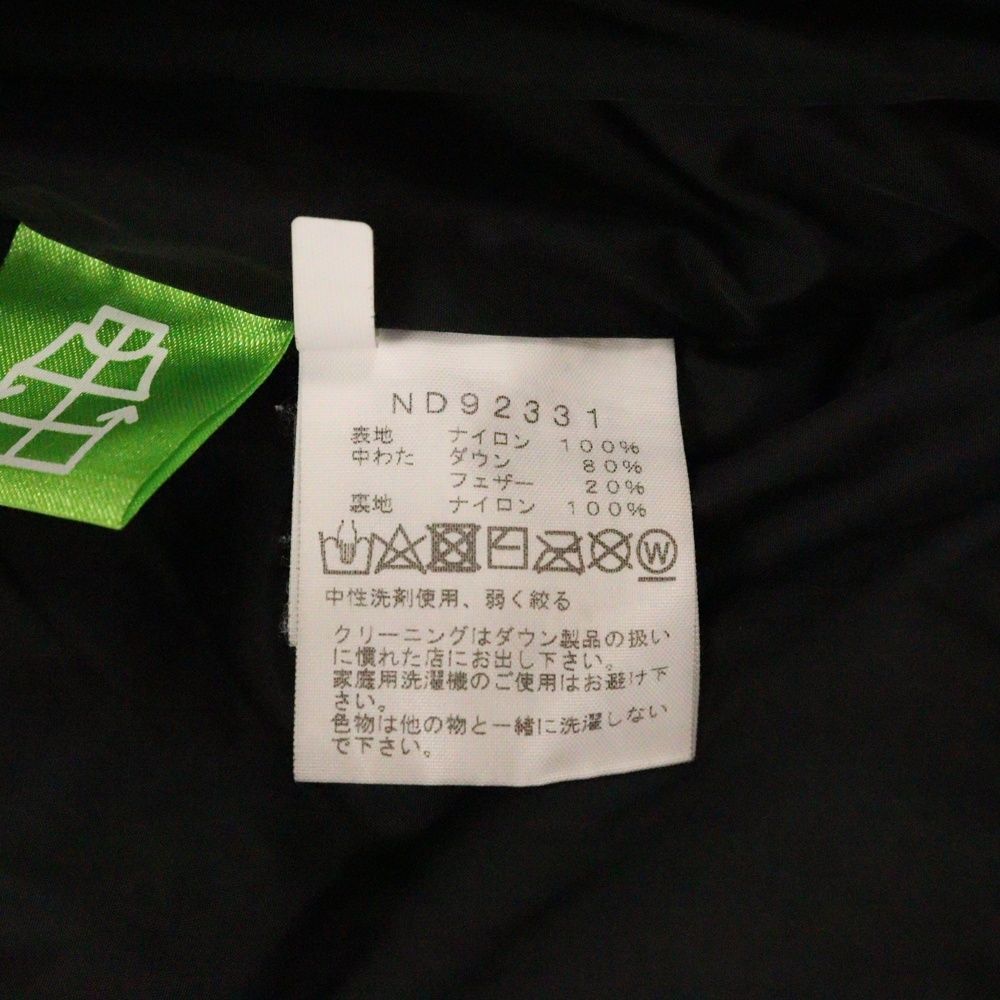 ND92331
表地 ナイロン 100%
中わた ダウン 80%
フェザー 20%
裏地 ナイロン 100%
W
中性洗剤使用、弱く絞る
クリーニングはダウン製品の扱い
に慣れた店にお出し下さい。
家庭用洗濯機のご使用はお避け下
さい。
色物は他の物と一緒に洗濯しない
で下さい。